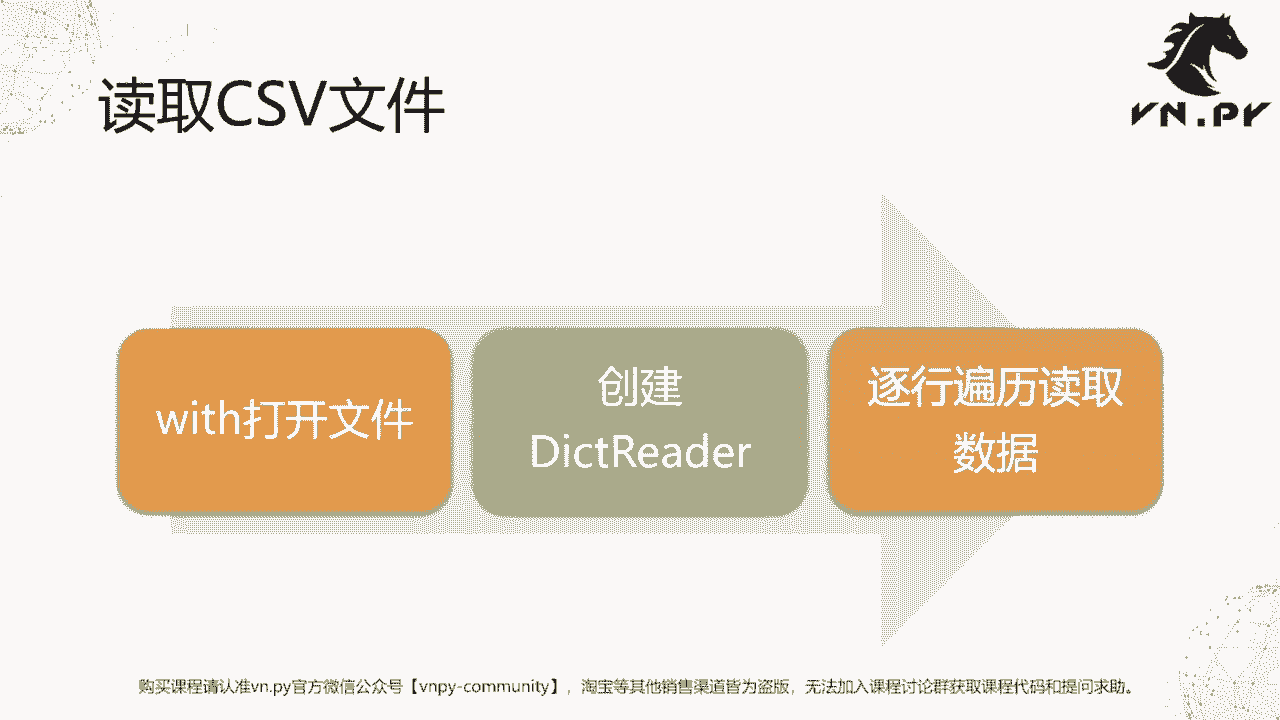 读取CSV文件
VN.PY
with打开文件
创建
DictReader
逐行遍历读取
数据
购买课程请认准vn.py官方微信公众号【vnpy-community】，淘宝等其他销售渠道皆为盗版，无法加入课程讨论群获取课程代码和提问求助。